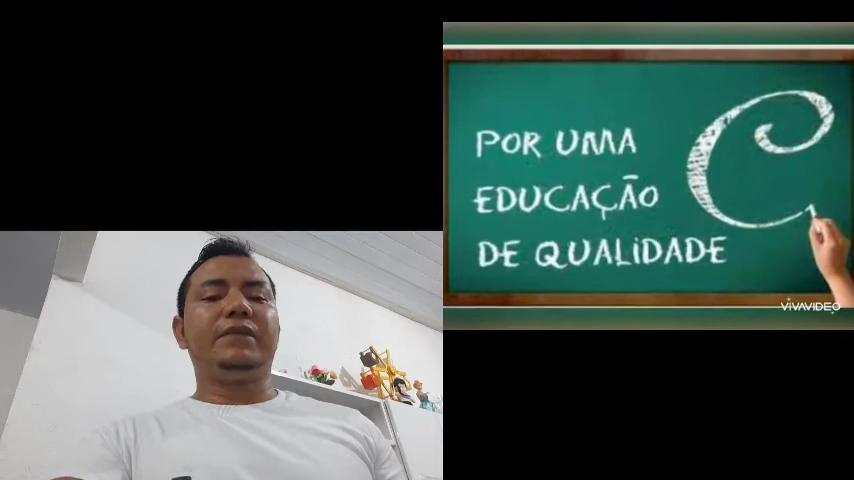 POR UMA
EDUCAÇÃO
DE QUALIDADE
C
VIVAVIDEO